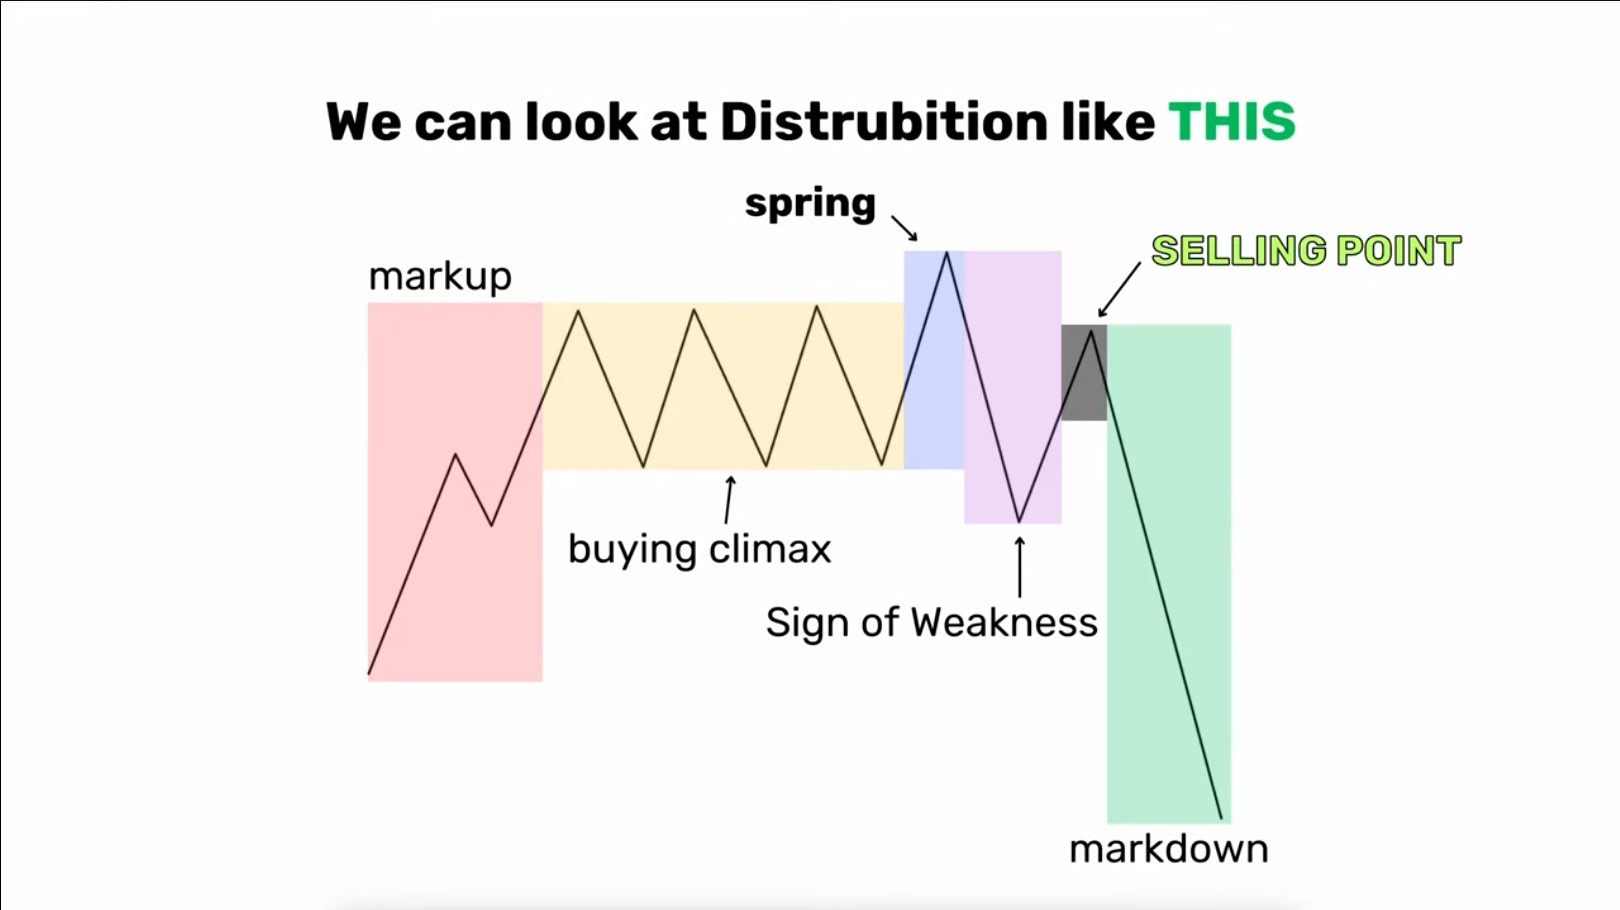 We can look at Distrubition like THIS
spring
SELLING POINT
markup
buying climax
Sign of Weakness
markdown